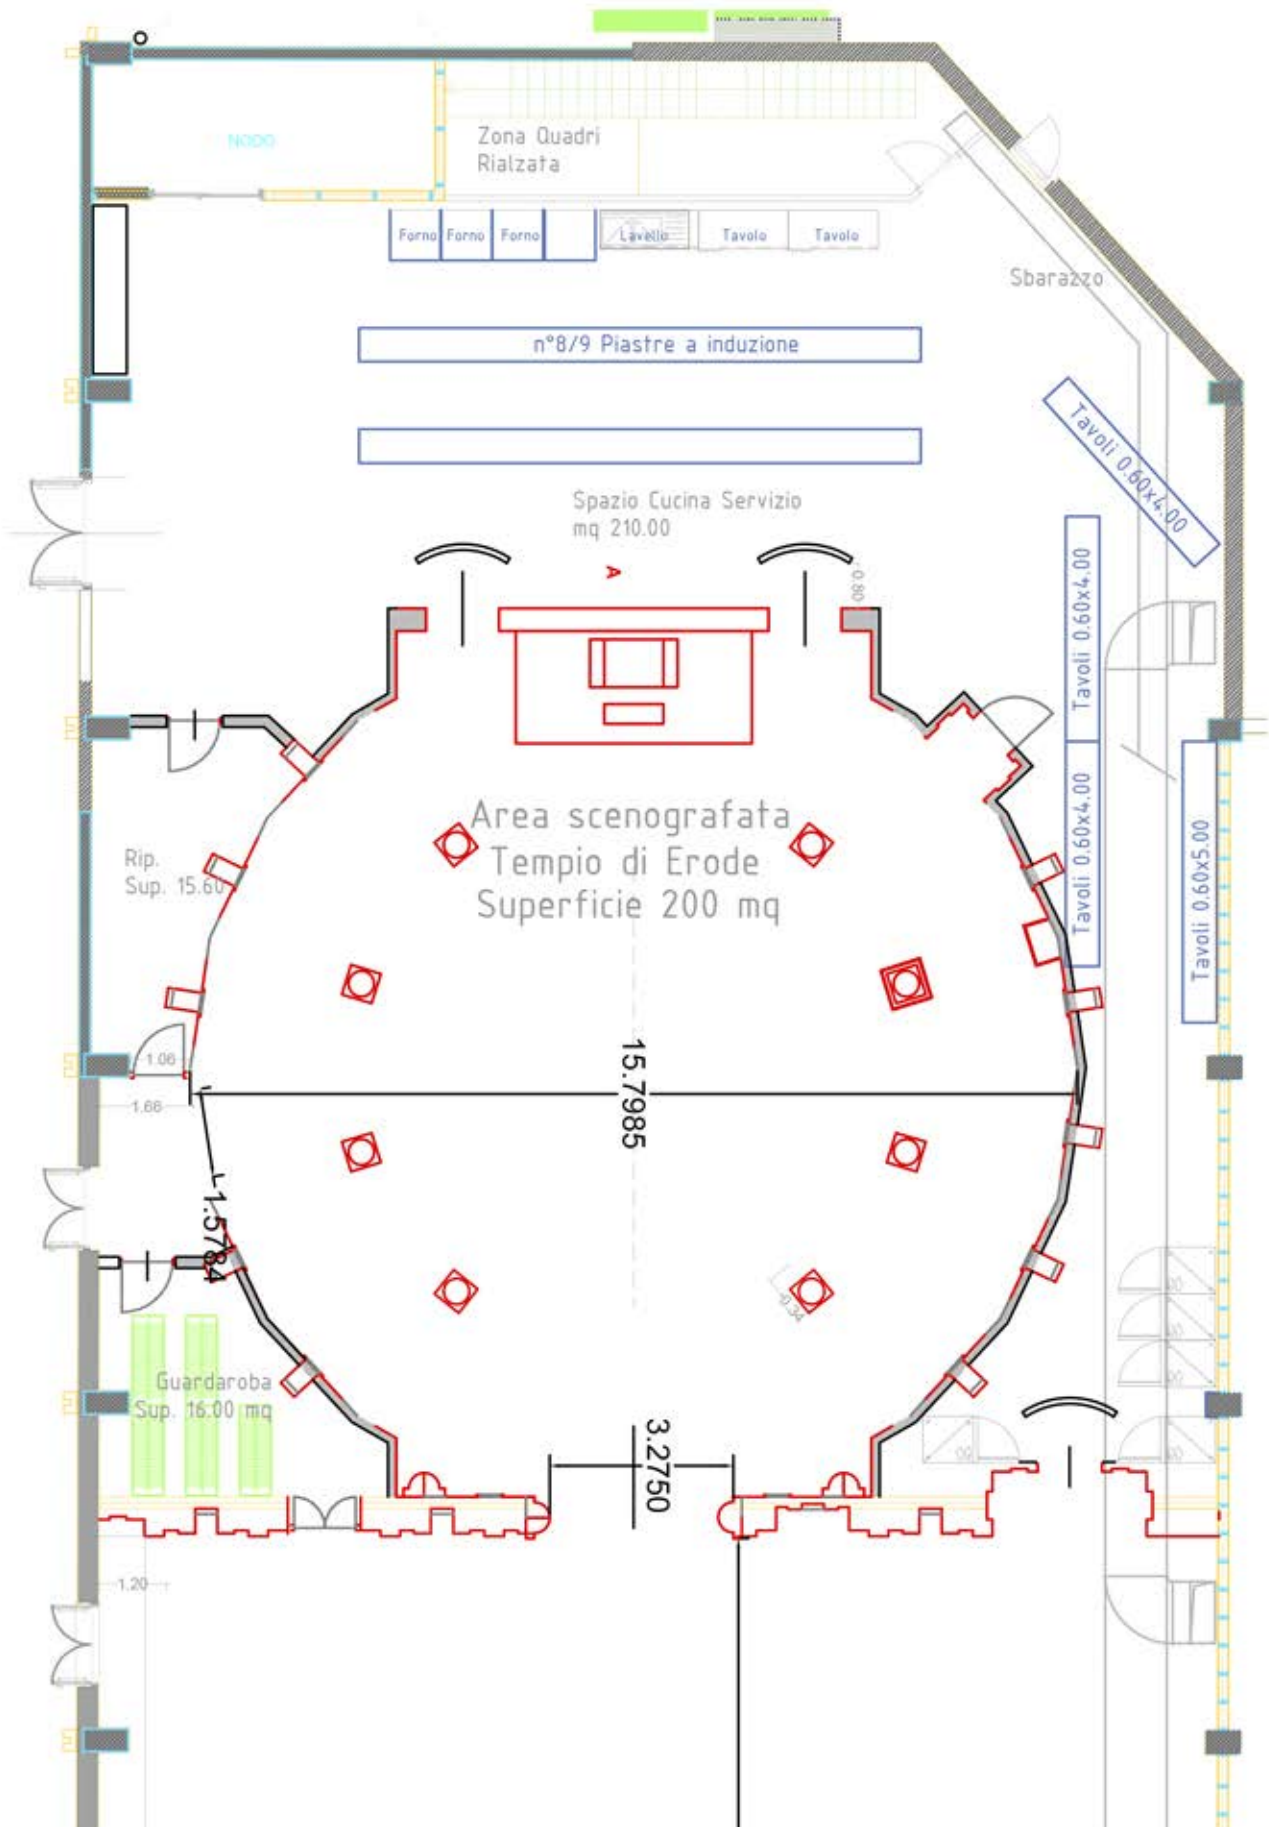 NODO
Zona Quadri
Rialzata
Forno
Forno
Forno
Lavello
Tavolo
Tavolo
Sbarazzo
n°8/9 Piastre a induzione
Tavoli 0.60x4.00
Spazio Cucina Servizio
mq 210.00
A
0.80
Tavoli 0.60x4.00
Tavoli 0.60x4.00
Tavoli 0.60x5.00
Area scenografata
Tempio di Erode
Superficie 200 mq
Rip.
Sup. 15.60
1.06
1.66
15.7985
1.5784
0.34
Guardaroba
Sup. 16.00 mq
3.2750
1.20